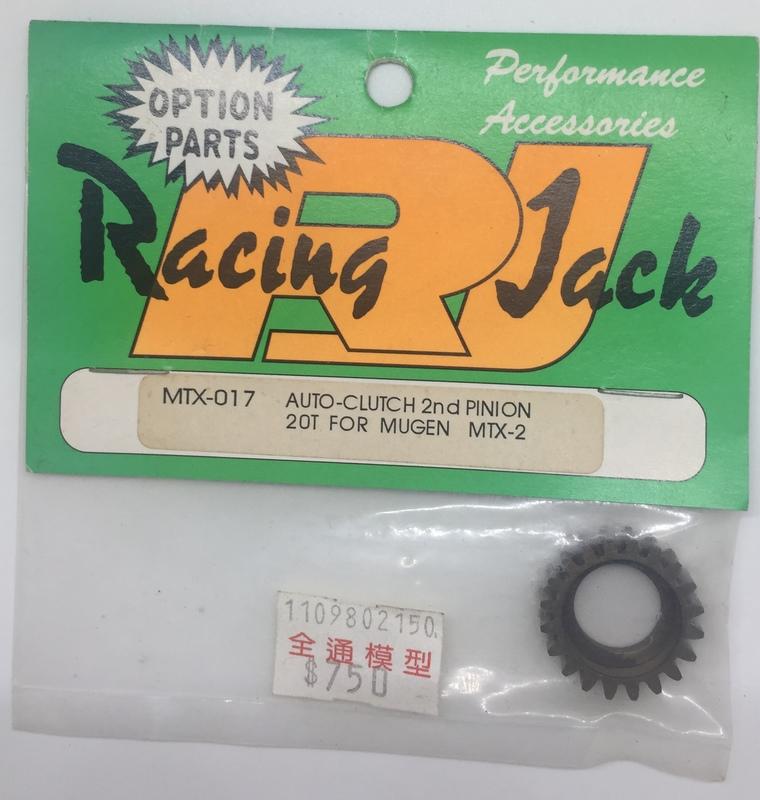 OPTION
PARTS
Performance
Accessories
RJ
Racing Jack
MTX-017 AUTO-CLUTCH 2nd PINION
20T FOR MUGEN MTX-2
1109802150.
全通模型
$750